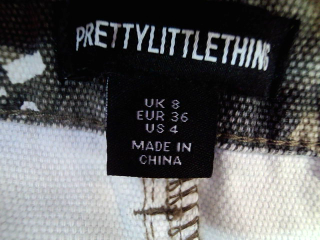 PRETTYLITTLETHING
UK 8
EUR 36
US 4
MADE IN
CHINA